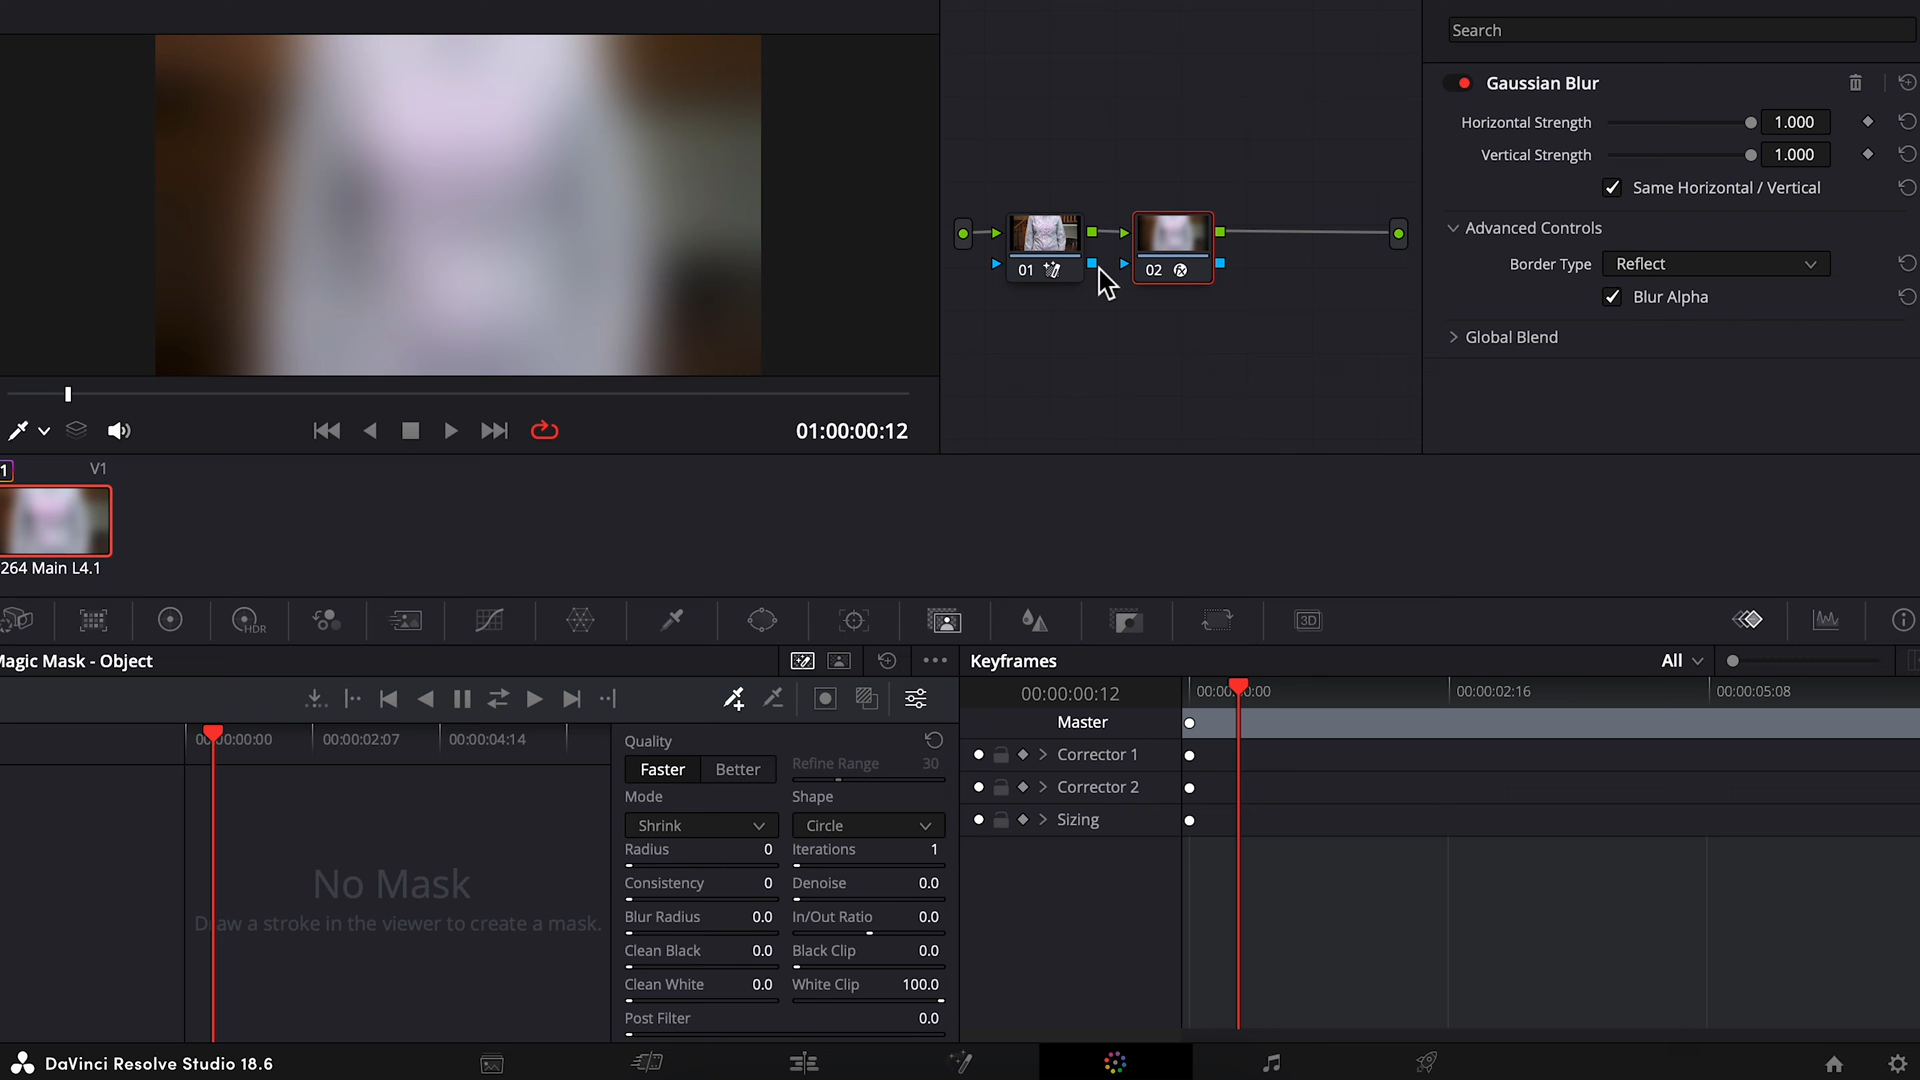 Search
Gaussian Blur
Horizontal Strength 1.000
Vertical Strength 1.000
Same Horizontal / Vertical
Advanced Controls
Border Type Reflect
Blur Alpha
Global Blend
01
02
01:00:00:12
1 V1
264 Main L4.1
HDR
3D
Magic Mask - Object
Keyframes
All
00:00:00:12
00:00:00:00
00:00:02:16
00:00:05:08
Master
Corrector 1
Corrector 2
Sizing
00:00:00:00
00:00:02:07
00:00:04:14
No Mask
Draw a stroke in the viewer to create a mask.
Quality
Faster Better
Refine Range 30
Mode Shape
Shrink Circle
Radius 0 Iterations 1
Consistency 0 Denoise 0.0
Blur Radius 0.0 In/Out Ratio 0.0
Clean Black 0.0 Black Clip 0.0
Clean White 0.0 White Clip 100.0
Post Filter 0.0
DaVinci Resolve Studio 18.6